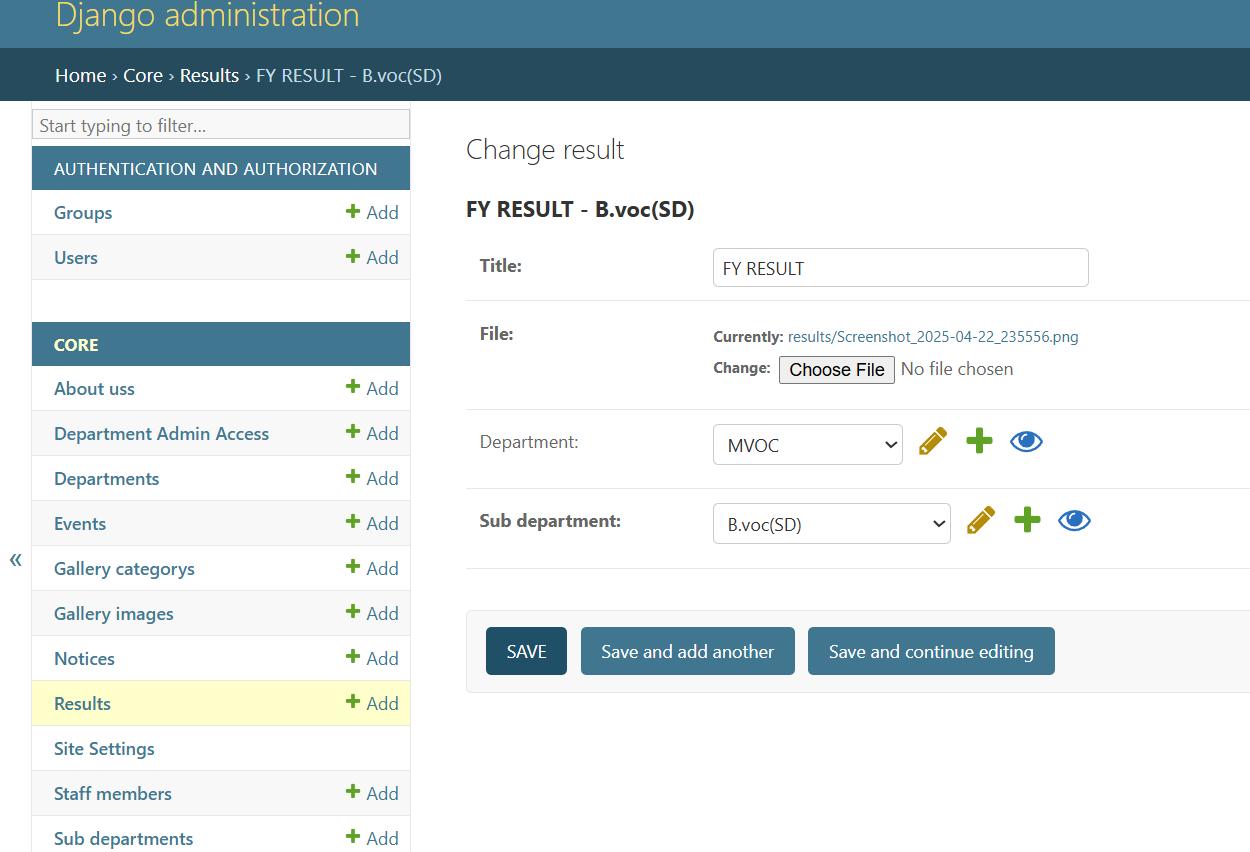 Django administration
Home › Core › Results › FY RESULT - B.voc(SD)
Start typing to filter...
AUTHENTICATION AND AUTHORIZATION
Groups + Add
Users + Add
CORE
About uss + Add
Department Admin Access + Add
Departments + Add
Events + Add
Gallery categorys + Add
Gallery images + Add
Notices + Add
Results + Add
Site Settings
Staff members + Add
Sub departments + Add
«
Change result
FY RESULT - B.voc(SD)
Title: FY RESULT
File: Currently: results/Screenshot_2025-04-22_235556.png
Change: Choose File No file chosen
Department: MVOC
Sub department: B.voc(SD)
SAVE Save and add another Save and continue editing